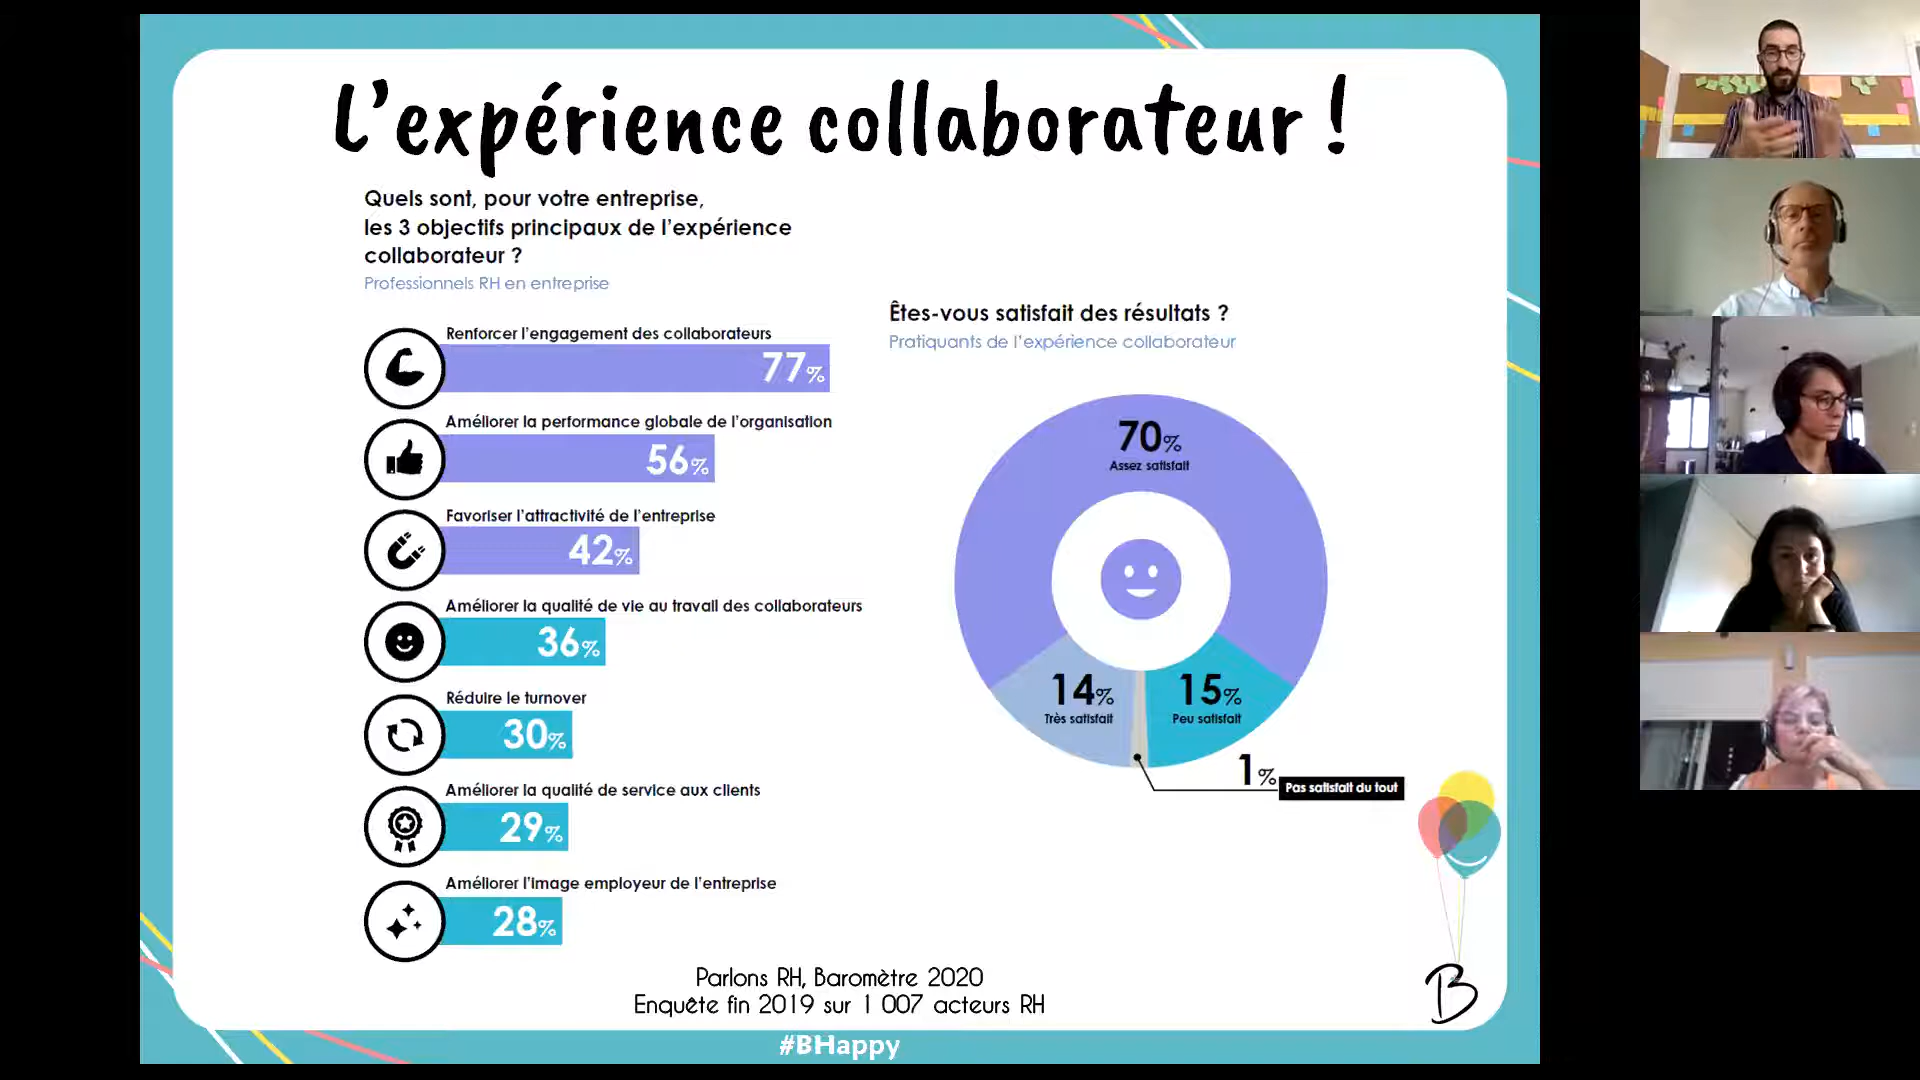 L'expérience collaborateur !
Quels sont, pour votre entreprise,
les 3 objectifs principaux de l'expérience
collaborateur ?
Professionnels RH en entreprise
Renforcer l'engagement des collaborateurs
77%
Améliorer la performance globale de l'organisation
56%
Favoriser l'attractivité de l'entreprise
42%
Améliorer la qualité de vie au travail des collaborateurs
36%
Réduire le turnover
30%
Améliorer la qualité de service aux clients
29%
Améliorer l'image employeur de l'entreprise
28%
Êtes-vous satisfait des résultats ?
Pratiquants de l'expérience collaborateur
70%
Assez satisfait
14%
Très satisfait
15%
Peu satisfait
1%
Pas satisfait du tout
Parlons RH, Baromètre 2020
Enquête fin 2019 sur 1 007 acteurs RH
B
#BHappy